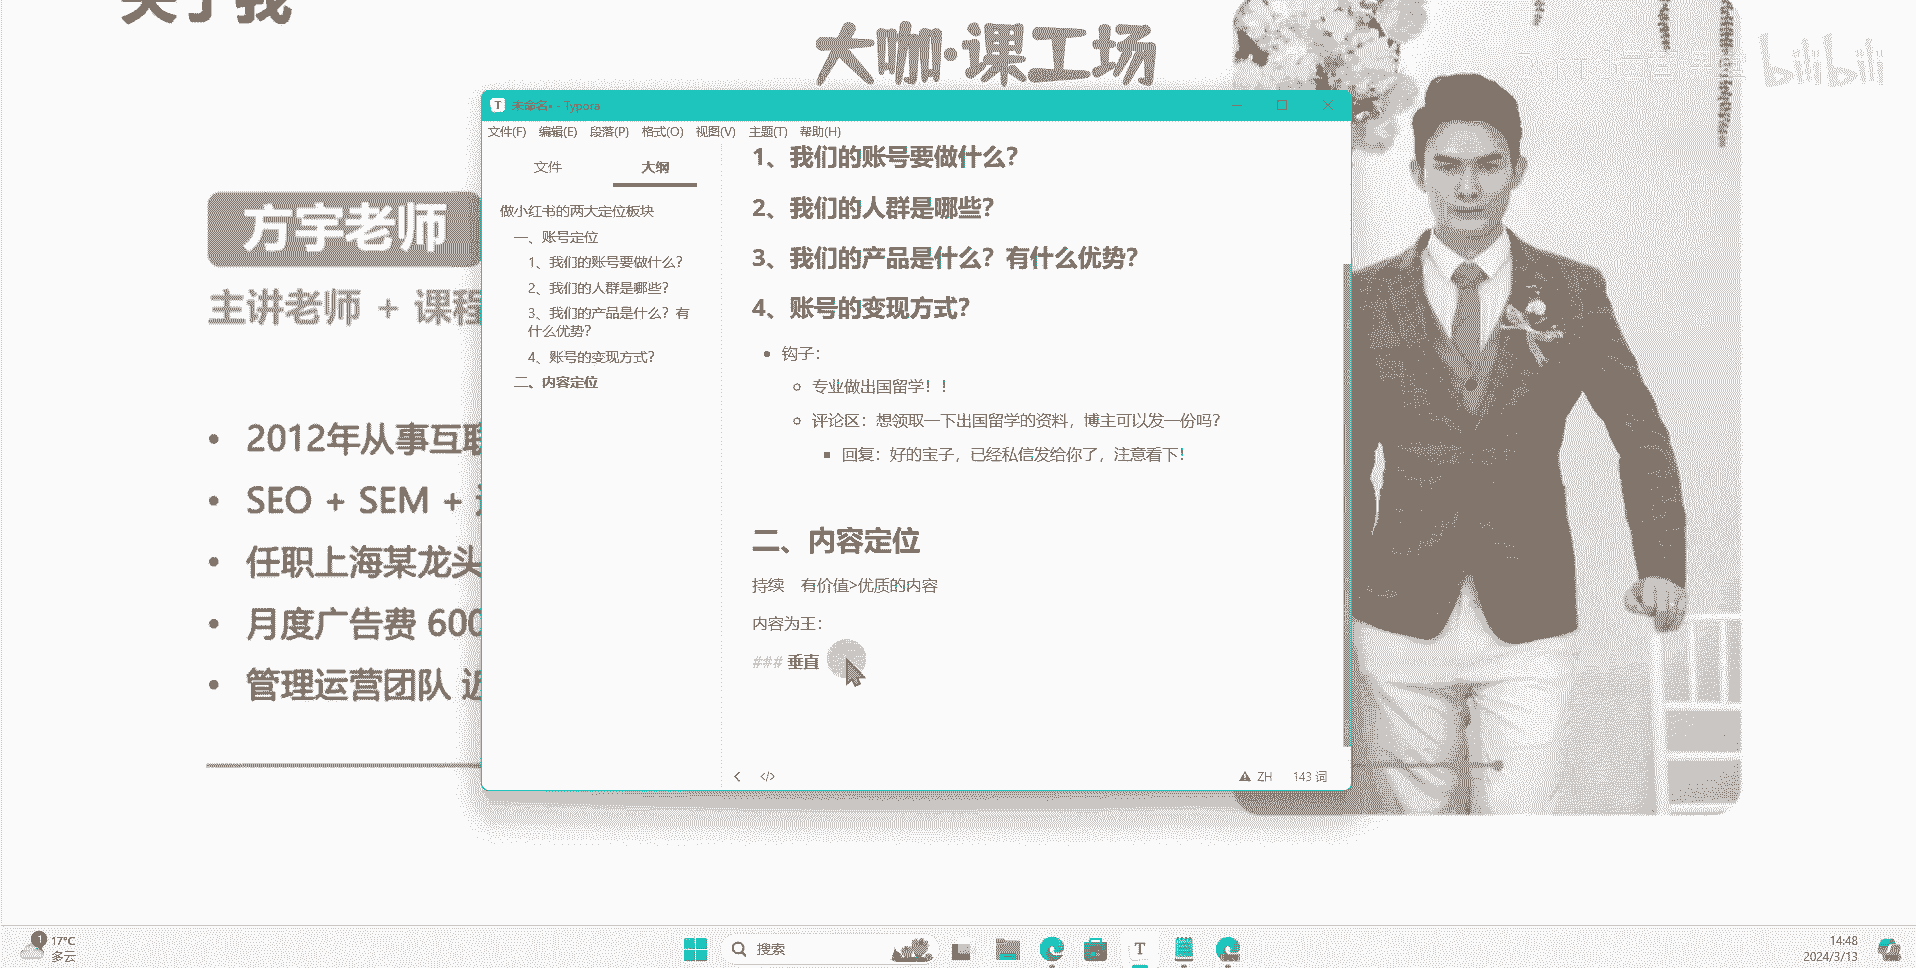 关于我
大咖·课工场
bilibili
方宇老师
主讲老师 + 课程
• 2012年从事互联
• SEO + SEM +
• 任职上海某龙头
• 月度广告费 600
• 管理运营团队 近
未命名• - Typora
文件(F) 编辑(E) 段落(P) 格式(O) 视图(V) 主题(T) 帮助(H)
文件 大纲
做小红书的两大定位板块
一、账号定位
1、我们的账号要做什么？
2、我们的人群是哪些？
3、我们的产品是什么？有
什么优势？
4、账号的变现方式？
二、内容定位
1、我们的账号要做什么？
2、我们的人群是哪些？
3、我们的产品是什么？有什么优势？
4、账号的变现方式？
• 钩子：
○ 专业做出国留学！！
○ 评论区：想领取一下出国留学的资料，博主可以发一份吗？
▪ 回复：好的宝子，已经私信发给你了，注意看下！
二、内容定位
持续 有价值>优质的内容
内容为王：
### 垂直
</> ZH 143 词
1
17°C
多云
搜索
T
14:48
2024/3/13